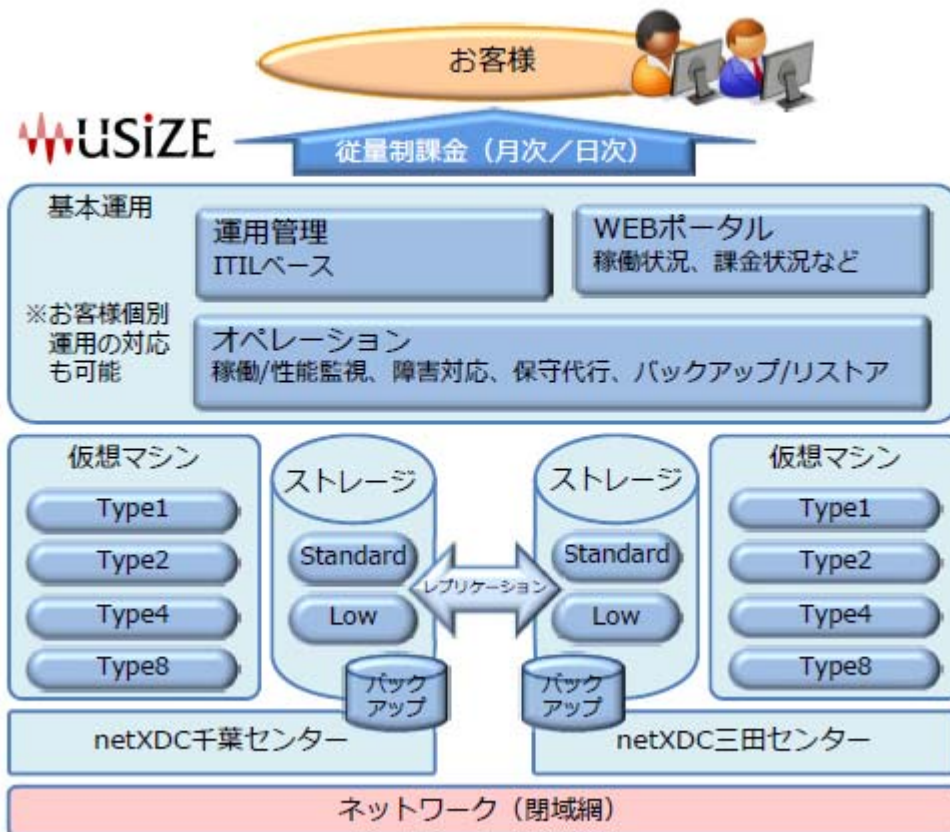 お客様
USiZE
従量制課金（月次／日次）
基本運用
運用管理
ITILベース
WEBポータル
稼働状況、課金状況など
※お客様個別
運用の対応
も可能
オペレーション
稼働/性能監視、障害対応、保守代行、バックアップ/リストア
仮想マシン
Type1
Type2
Type4
Type8
ストレージ
Standard
Low
バック
アップ
レプリケーション
ストレージ
Standard
Low
バック
アップ
仮想マシン
Type1
Type2
Type4
Type8
netXDC千葉センター
netXDC三田センター
ネットワーク（閉域網）